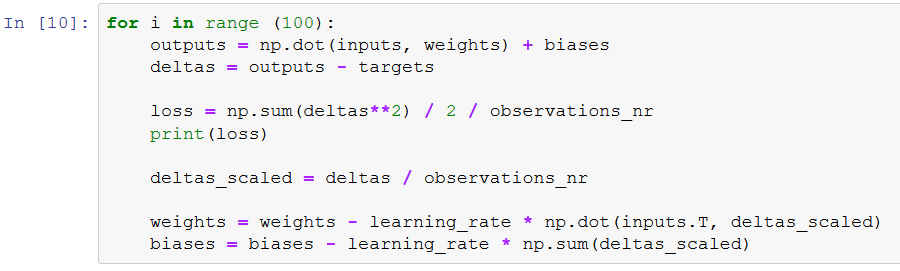 In [10]: for i in range (100):
    outputs = np.dot(inputs, weights) + biases
    deltas = outputs - targets

    loss = np.sum(deltas**2) / 2 / observations_nr
    print(loss)

    deltas_scaled = deltas / observations_nr

    weights = weights - learning_rate * np.dot(inputs.T, deltas_scaled)
    biases = biases - learning_rate * np.sum(deltas_scaled)